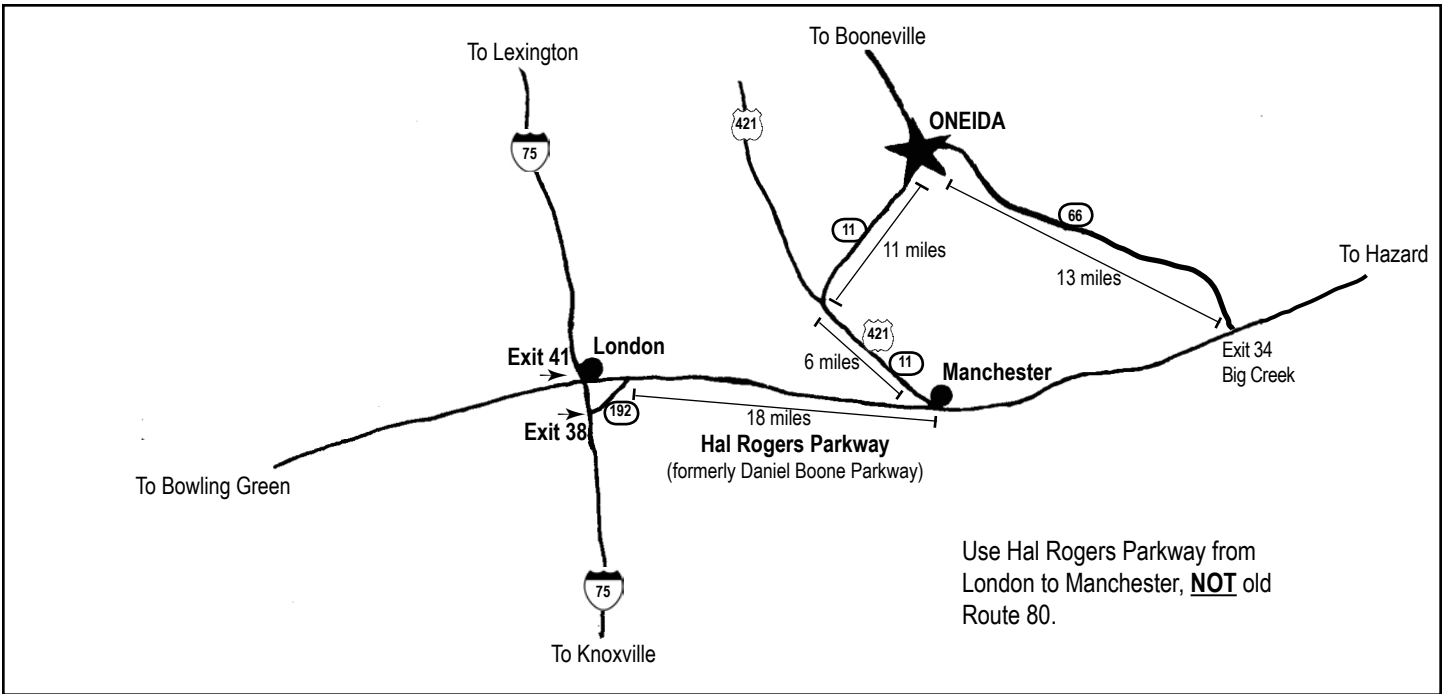 To Booneville
To Lexington
421
ONEIDA
75
66
11
11 miles
To Hazard
13 miles
421
Exit 41
London
6 miles
11
Exit 34
Big Creek
Manchester
192
Exit 38
18 miles
Hal Rogers Parkway
(formerly Daniel Boone Parkway)
To Bowling Green
Use Hal Rogers Parkway from
London to Manchester, NOT old
Route 80.
75
To Knoxville